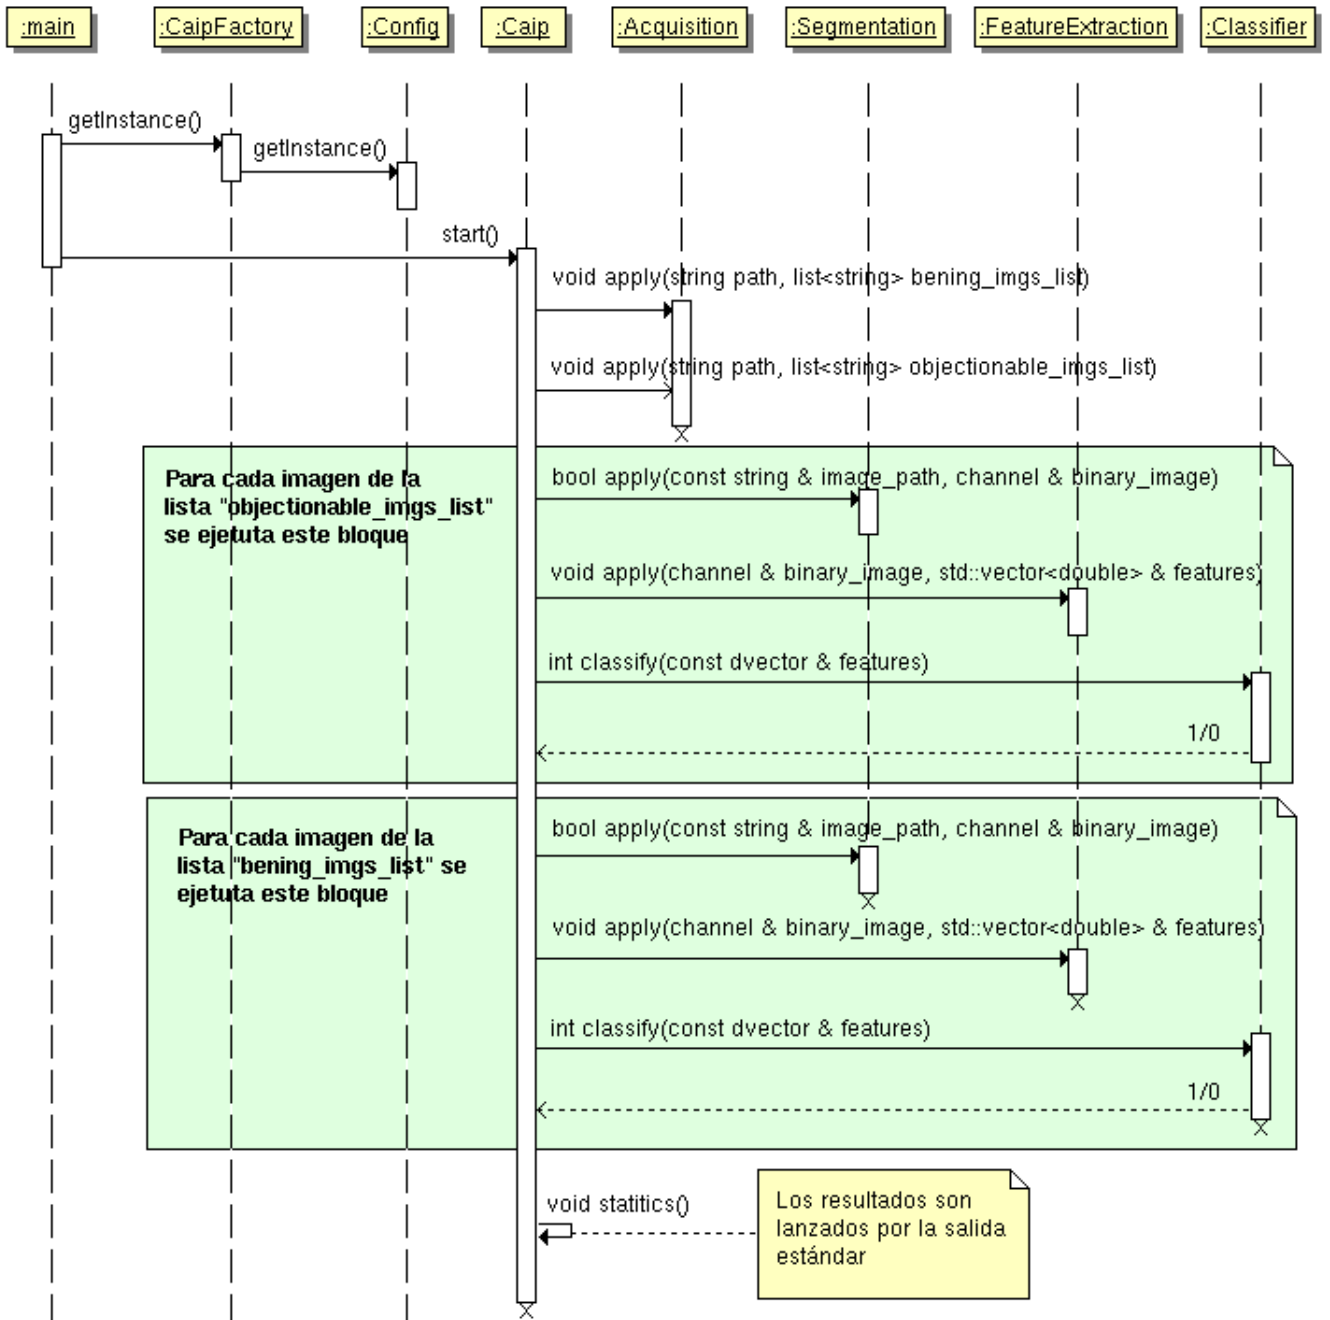 :main
:CaipFactory
:Config
:Caip
:Acquisition
:Segmentation
:FeatureExtraction
:Classifier
getInstance()
getInstance()
start()
void apply(string path, list<string> bening_imgs_list)
void apply(string path, list<string> objectionable_imgs_list)
Para cada imagen de la
lista "objectionable_imgs_list"
se ejetuta este bloque
bool apply(const string & image_path, channel & binary_image)
void apply(channel & binary_image, std::vector<double> & features)
int classify(const dvector & features)
1/0
Para cada imagen de la
lista "bening_imgs_list" se
ejetuta este bloque
bool apply(const string & image_path, channel & binary_image)
void apply(channel & binary_image, std::vector<double> & features)
int classify(const dvector & features)
1/0
void statitics()
Los resultados son
lanzados por la salida
estándar